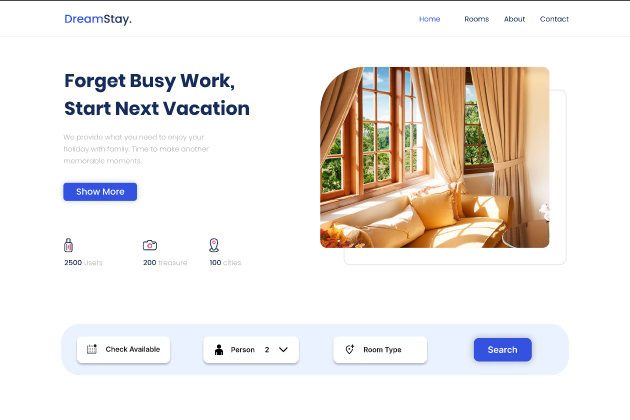 DreamStay.
Home Rooms About Contact
Forget Busy Work,
Start Next Vacation
We provide what you need to enjoy your
holiday with family. Time to make another
memorable moments.
Show More
2500 Users
200 treasure
100 cities
Check Available
Person 2
Room Type
Search